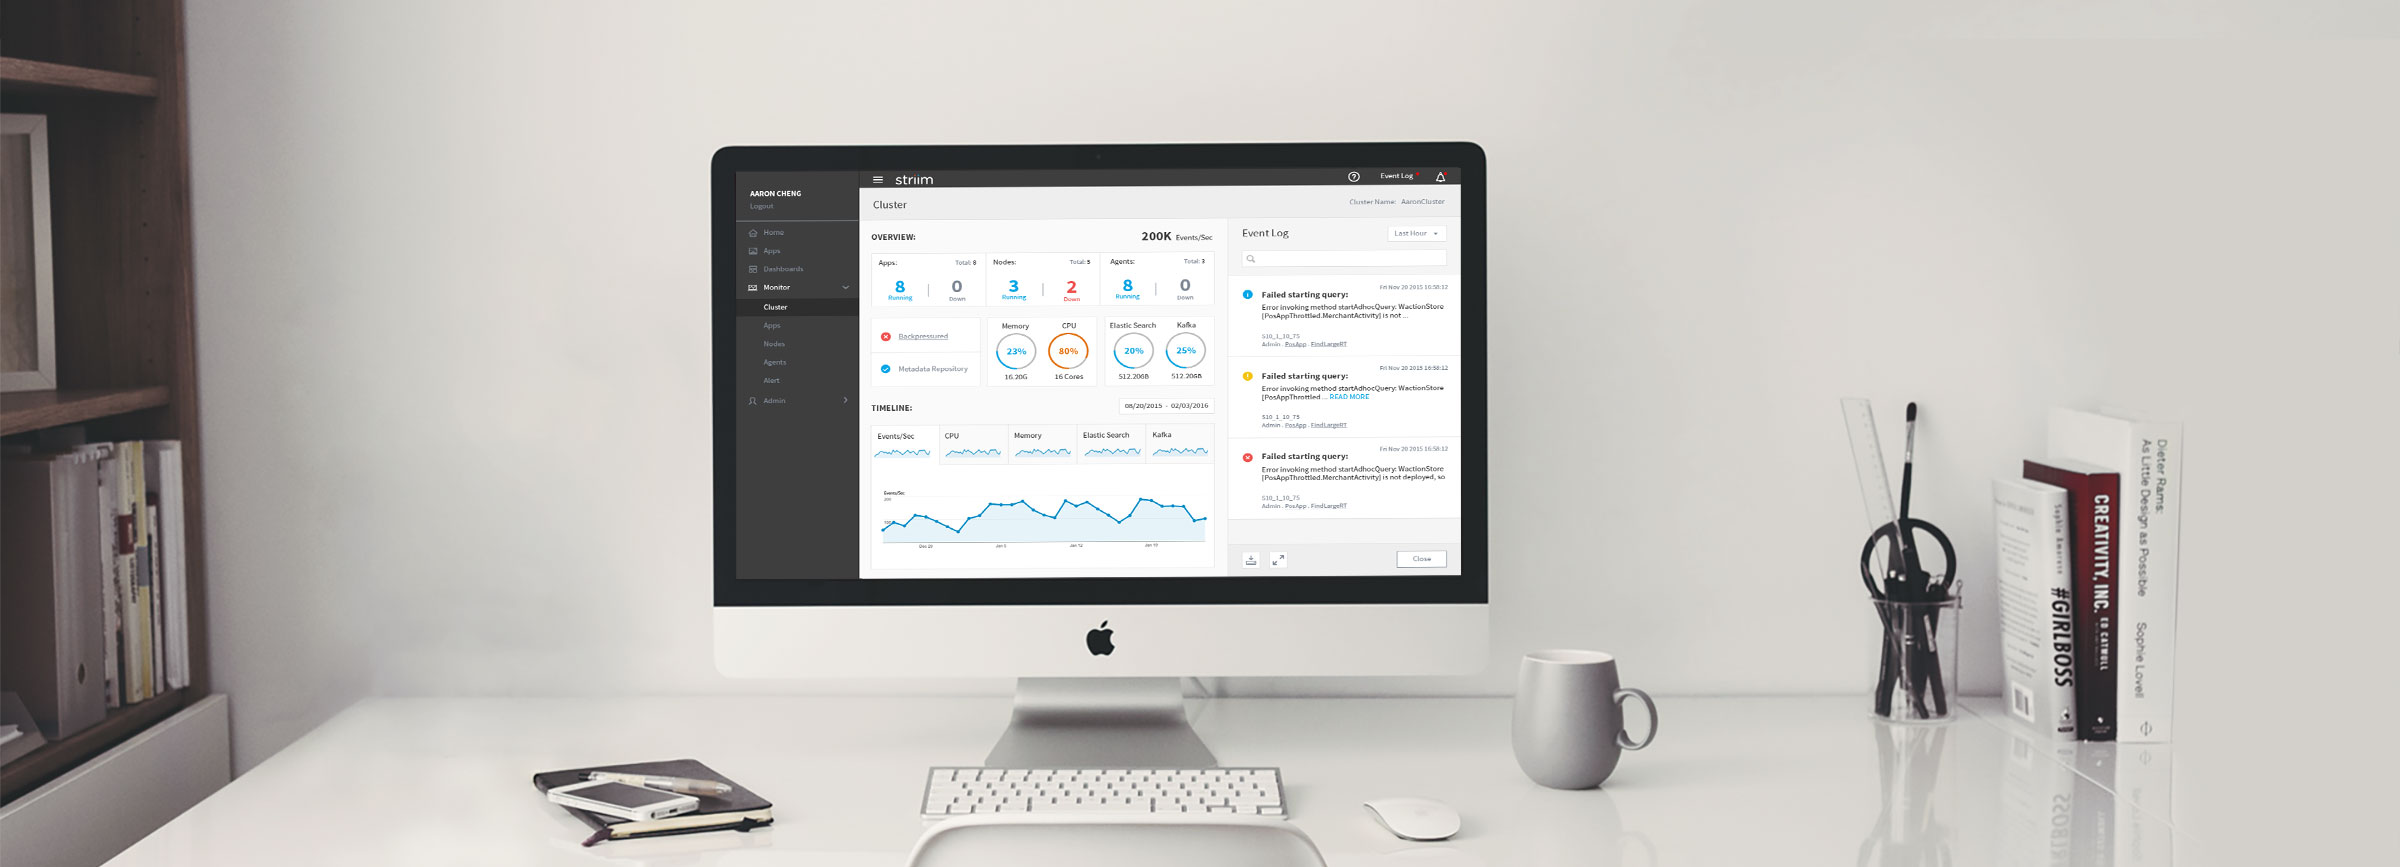 AARON CHENG
Logout
Home
Apps
Dashboards
Monitor
Cluster
Apps
Nodes
Agents
Alert
Admin
striim
Event Log
Cluster
Cluster Name: AaronCluster
OVERVIEW:
200K Events/Sec
Apps: Total: 8
8 Running
0 Down
Nodes: Total: 5
3 Running
2 Down
Agents: Total: 3
8 Running
0 Down
Backpressured
Metadata Repository
Memory
23%
16.20G
CPU
80%
16 Cores
Elastic Search
20%
512.20GB
Kafka
25%
512.20GB
TIMELINE:
08/20/2015 - 02/03/2016
Events/Sec
CPU
Memory
Elastic Search
Kafka
Events/Sec
200
100
Dec 29
Jan 5
Jan 12
Jan 19
Event Log
Last Hour
Fri Nov 20 2015 16:58:12
Failed starting query:
Error invoking method startAdhocQuery: WactionStore
[PosAppThrottled.MerchantActivity] is not ...
S10_1_10_75
Admin . PosApp . FindLargeRT
Fri Nov 20 2015 16:58:12
Failed starting query:
Error invoking method startAdhocQuery: WactionStore
[PosAppThrottled ... READ MORE
S10_1_10_75
Admin . PosApp . FindLargeRT
Fri Nov 20 2015 16:58:12
Failed starting query:
Error invoking method startAdhocQuery: WactionStore
[PosAppThrottled.MerchantActivity] is not deployed, so
S10_1_10_75
Admin . PosApp . FindLargeRT
Close
Sophia Amoruso
#GIRLBOSS
CREATIVITY, INC.
ED CATMULL
Dieter Rams:
As Little Design as Possible
Sophie Lovell